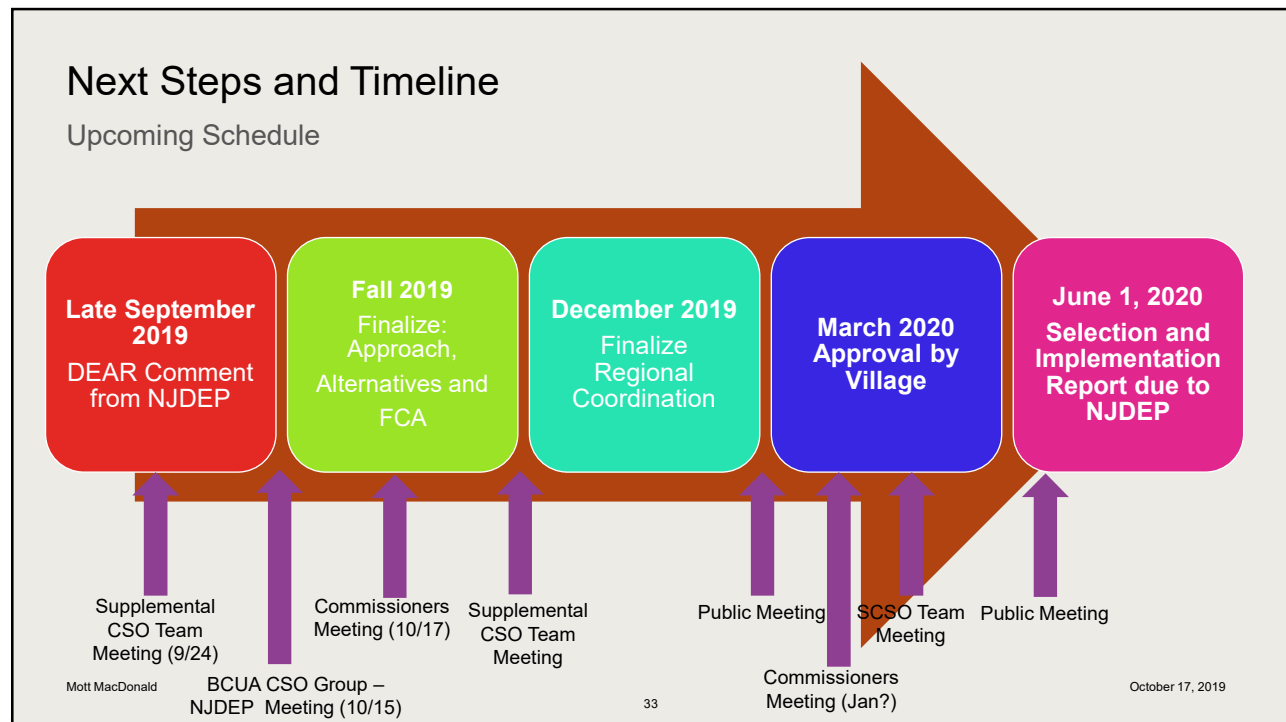 Next Steps and Timeline
Upcoming Schedule
Late September
2019
DEAR Comment
from NJDEP
Fall 2019
Finalize:
Approach,
Alternatives and
FCA
December 2019
Finalize
Regional
Coordination
March 2020
Approval by
Village
June 1, 2020
Selection and
Implementation
Report due to
NJDEP
Supplemental
CSO Team
Meeting (9/24)
BCUA CSO Group –
NJDEP Meeting (10/15)
Commissioners
Meeting (10/17)
Supplemental
CSO Team
Meeting
Public Meeting
Commissioners
Meeting (Jan?)
SCSO Team
Meeting
Public Meeting
Mott MacDonald
33
October 17, 2019